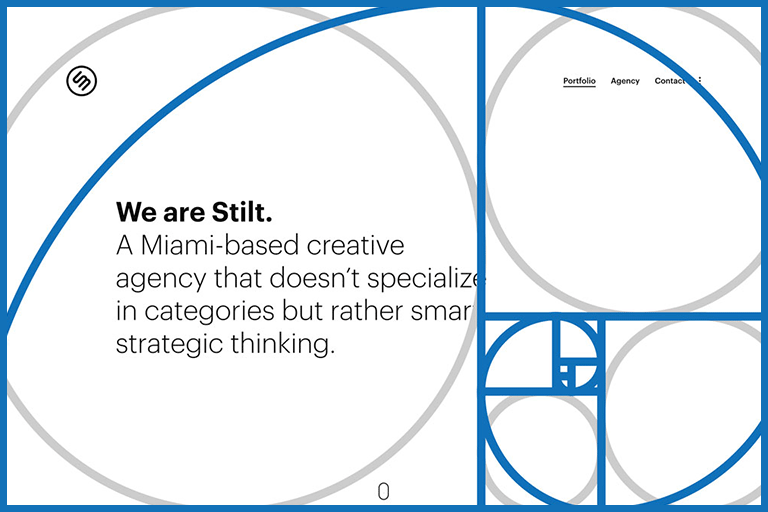 Portfolio Agency Contact
We are Stilt.
A Miami-based creative
agency that doesn’t specialize
in categories but rather smar
strategic thinking.